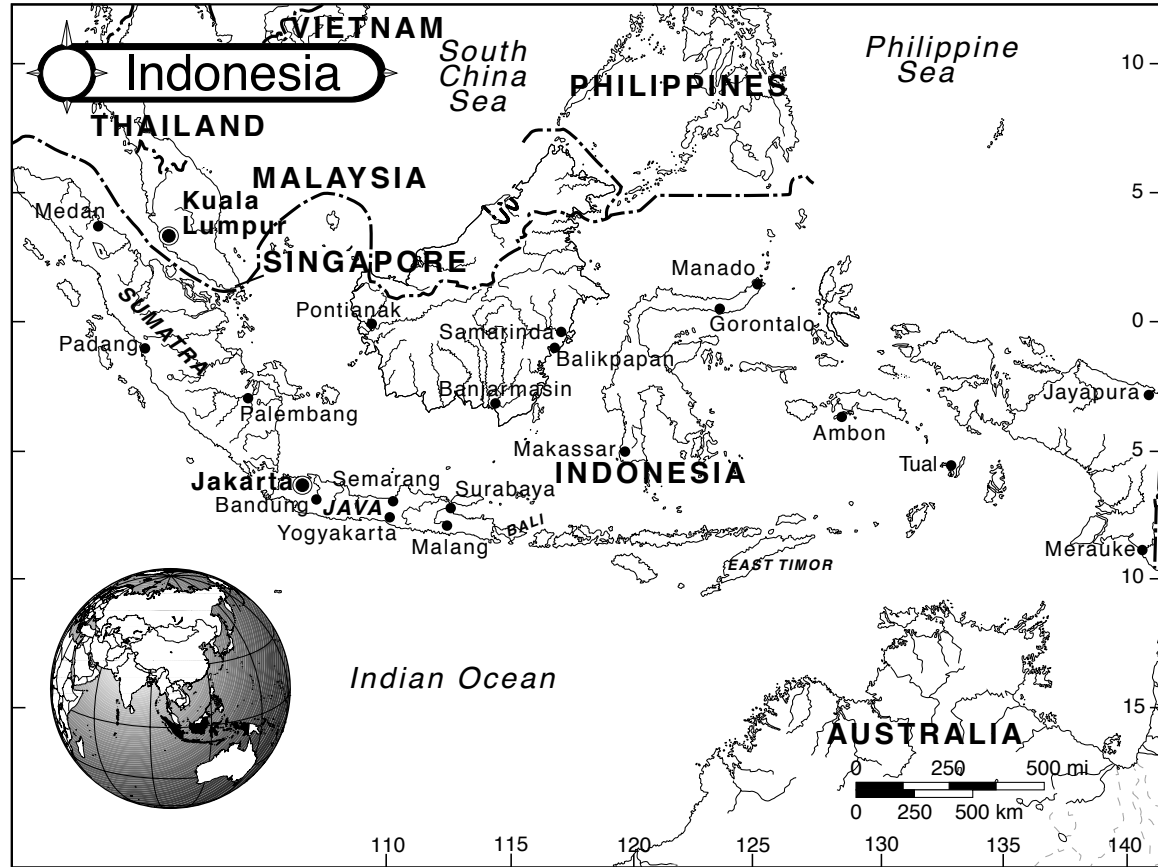 VIETNAM
South
China
Sea
Philippine
Sea
Indonesia
10
PHILIPPINES
THAILAND
MALAYSIA
5
Kuala
Lumpur
Medan
SINGAPORE
Manado
SUMATRA
Pontianak
Gorontalo
0
Samarinda
Padang
Balikpapan
Banjarmasin
Jayapura
Palembang
Ambon
Makassar
INDONESIA
5
Tual
Jakarta
Semarang
Surabaya
Bandung
JAVA
BALI
Yogyakarta
Malang
Merauke
EAST TIMOR
10
Indian Ocean
15
AUSTRALIA
0 250 500 mi
0 250 500 km
110 115 120 125 130 135 140